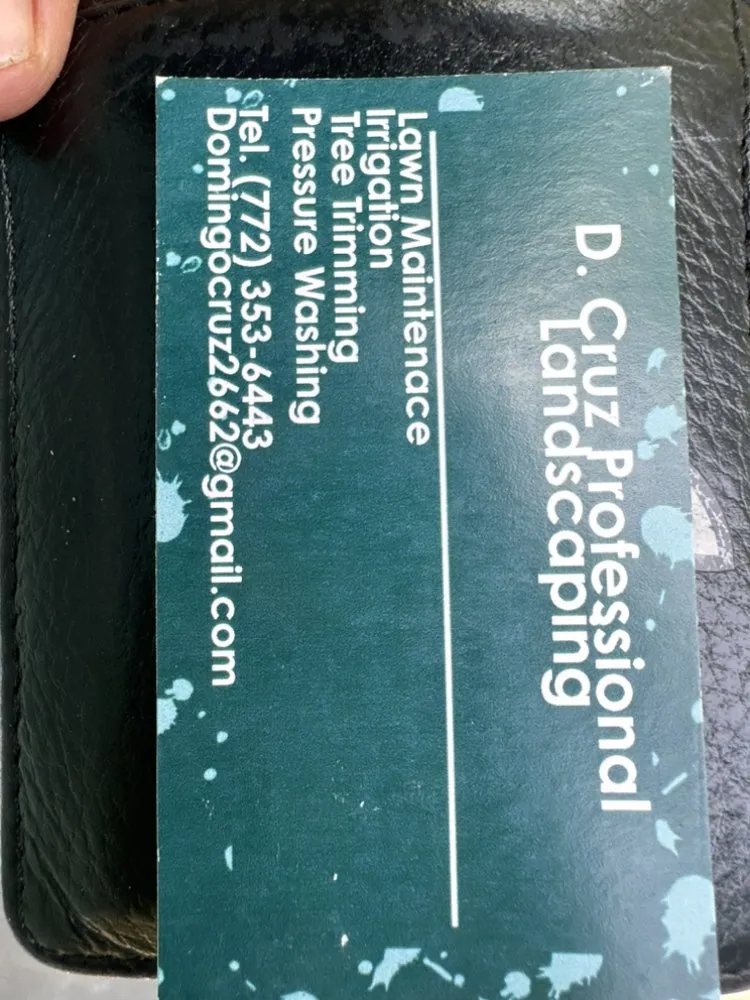 D. Cruz Professional
Landscaping
Lawn Maintenace
Irrigation
Tree Trimming
Pressure Washing
Tel. (772) 353-6443
Domingocruz2662@gmail.com